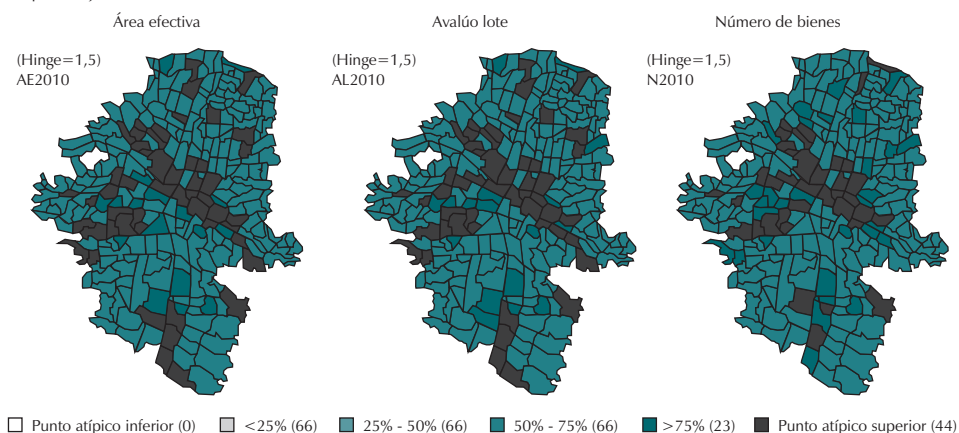 Área efectiva
Avalúo lote
Número de bienes
(Hinge=1,5)
AE2010
(Hinge=1,5)
AL2010
(Hinge=1,5)
N2010
Punto atípico inferior (0) <25% (66) 25% - 50% (66) 50% - 75% (66) >75% (23) Punto atípico superior (44)